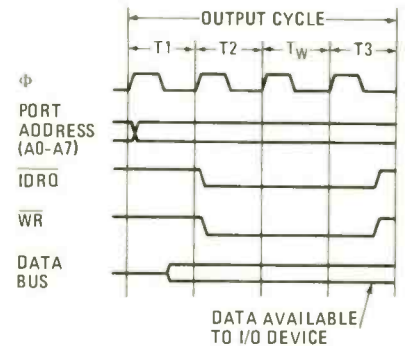 OUTPUT CYCLE
T1 T2 TW T3
Φ
PORT
ADDRESS
(A0-A7)
IDRQ
WR
DATA
BUS
DATA AVAILABLE
TO I/O DEVICE